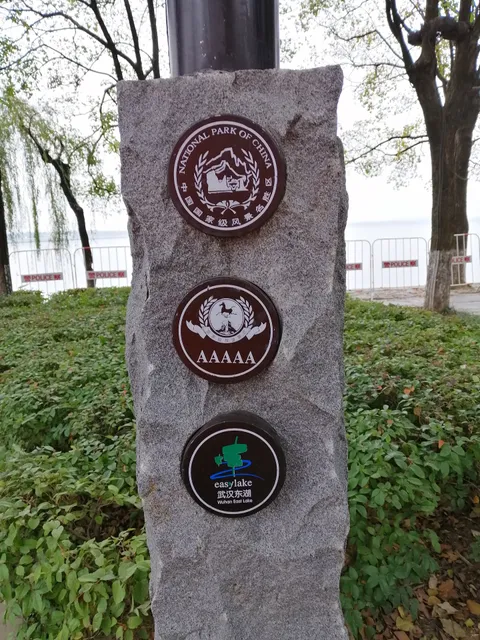 NATIONAL PARK OF CHINA
中国国家级风景名胜区
AAAAA
easylake
武汉东湖
Wuhan East Lake
POLICE
POLICE
POLICE
POLICE